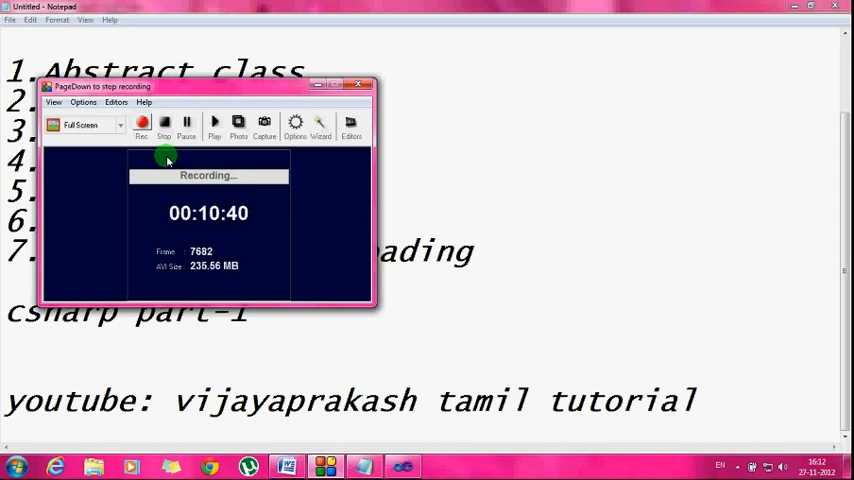 Untitled - Notepad
File Edit Format View Help
1. Abstract class
PageDown to stop recording
View Options Editors Help
Full Screen
Rec Stop Pause Play Photo Capture Options Wizard Editors
2.
3.
4.
5.
6.
7.
Recording...
00:10:40
Frame : 7682
AVI Size : 235.56 MB
csharp part-1
youtube: vijayaprakash tamil tutorial
EN
16:12
27-11-2012